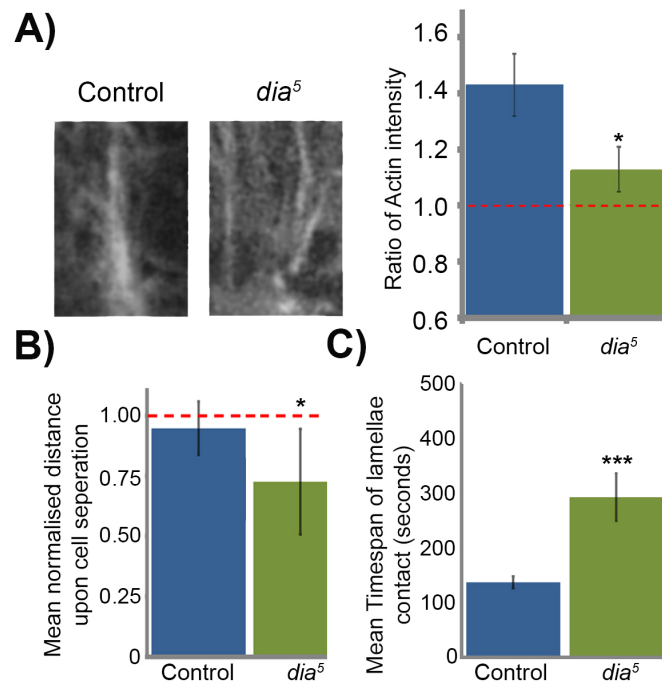 A)
Control
dia⁵
Ratio of Actin intensity
1.6
1.4
1.2
1.0
0.8
0.6
*
Control
dia⁵
B)
Mean normalised distance
upon cell seperation
1.00
0.75
0.50
0.25
0
*
Control
dia⁵
C)
Mean Timespan of lamellae
contact (seconds)
500
400
300
200
100
0
***
Control
dia⁵